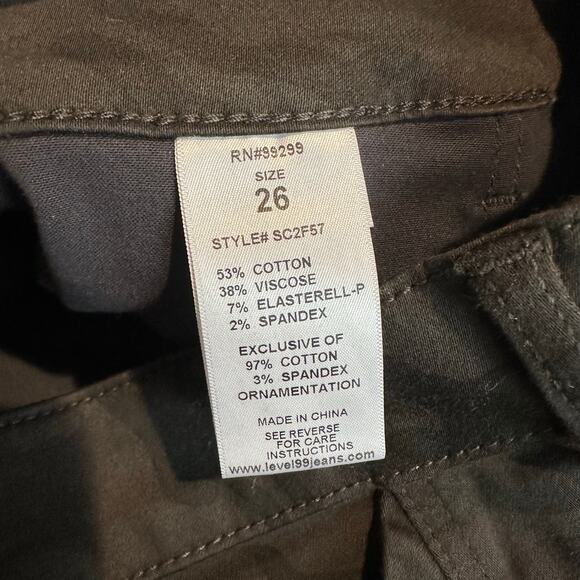 RN#99299
SIZE
26
STYLE# SC2F57
53% COTTON
38% VISCOSE
7% ELASTERELL-P
2% SPANDEX
EXCLUSIVE OF
97% COTTON
3% SPANDEX
ORNAMENTATION
MADE IN CHINA
SEE REVERSE
FOR CARE
INSTRUCTIONS
www.level99jeans.com